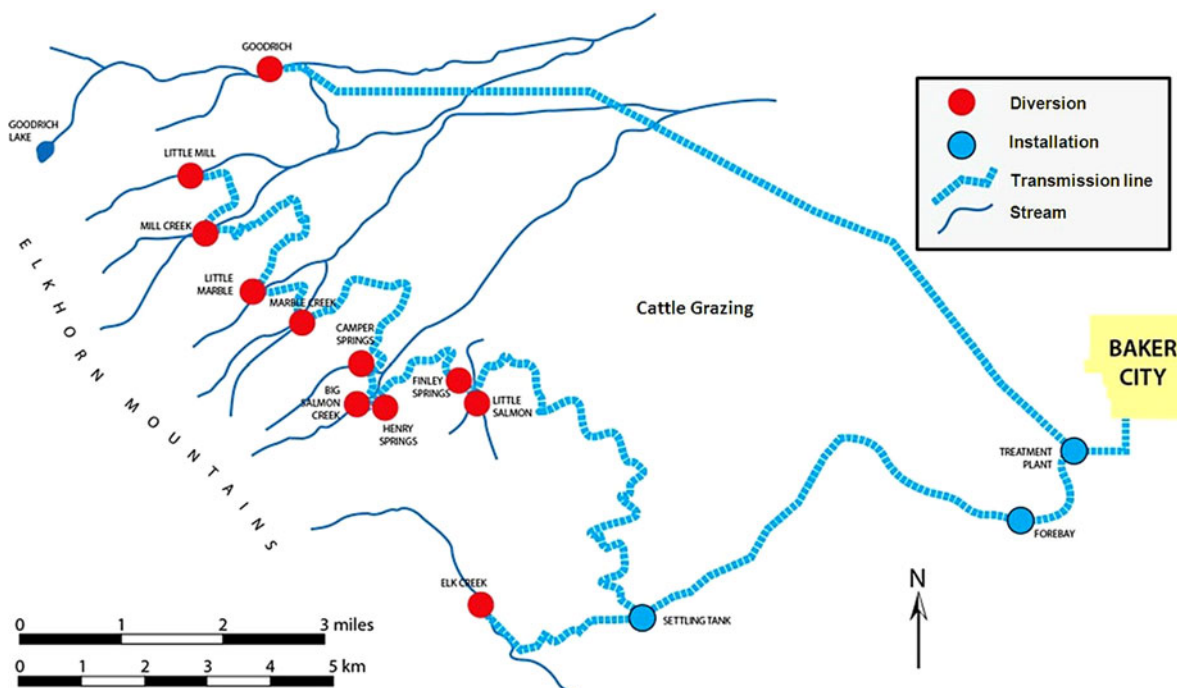 GOODRICH
GOODRICH
LAKE
LITTLE MILL
MILL CREEK
LITTLE
MARBLE
MARBLE CREEK
CAMPER
SPRINGS
BIG
SALMON
CREEK
HENRY
SPRINGS
FINLEY
SPRINGS
LITTLE
SALMON
ELKHORN MOUNTAINS
Cattle Grazing
Diversion
Installation
Transmission line
Stream
BAKER
CITY
TREATMENT
PLANT
FOREBAY
ELK CREEK
SETTLING TANK
N
0 1 2 3 miles
0 1 2 3 4 5 km